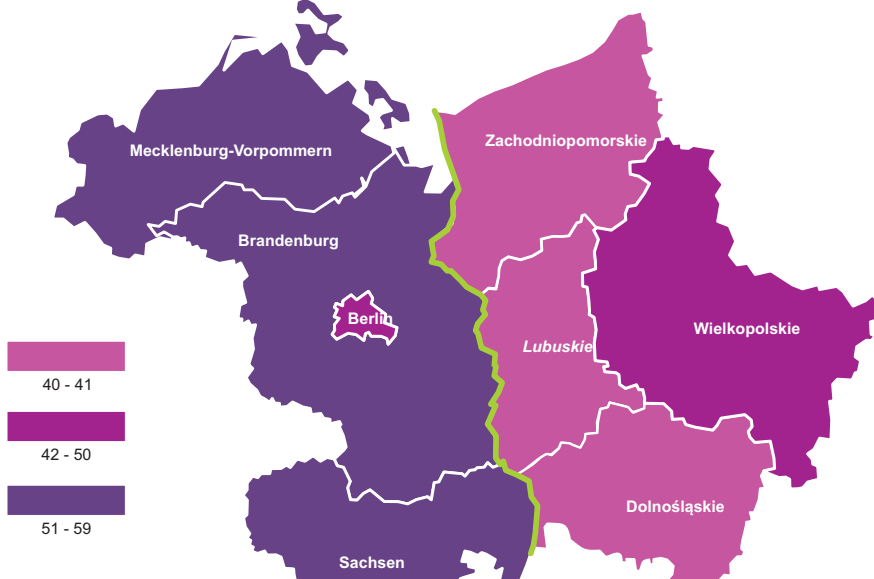 Zachodniopomorskie
Mecklenburg-Vorpommern
Brandenburg
Berlin
Wielkopolskie
Lubuskie
40 - 41
42 - 50
Dolnośląskie
51 - 59
Sachsen